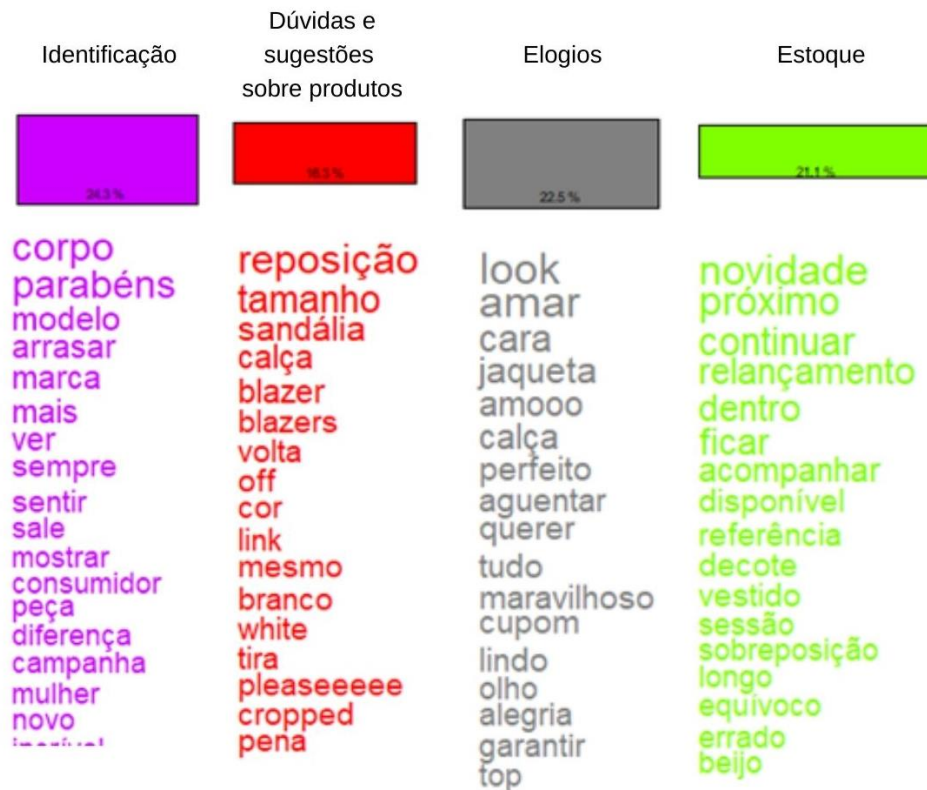 Identificação
24.3 %
corpo
parabéns
modelo
arrasar
marca
mais
ver
sempre
sentir
sale
mostrar
consumidor
peça
diferença
campanha
mulher
novo
Dúvidas e
sugestões
sobre produtos
reposição
tamanho
sandália
calça
blazer
blazers
volta
off
cor
link
mesmo
branco
white
tira
pleaseeeee
cropped
pena
Elogios
22.5 %
look
amar
cara
jaqueta
amooo
calça
perfeito
aguentar
querer
tudo
maravilhoso
cupom
lindo
olho
alegria
garantir
top
Estoque
21.1 %
novidade
próximo
continuar
relançamento
dentro
ficar
acompanhar
disponível
referência
decote
vestido
sessão
sobreposição
longo
equívoco
errado
beijo